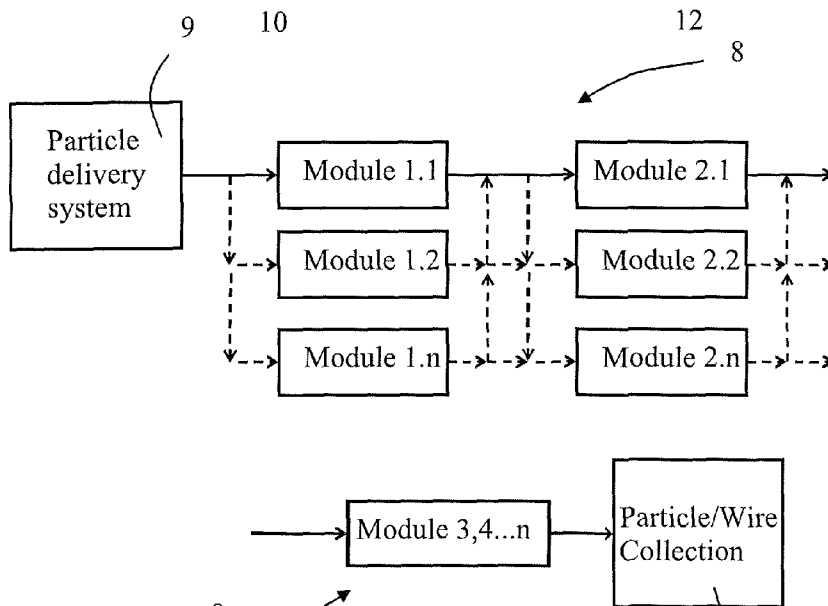 9 10 12
8
Particle
delivery
system
Module 1.1 Module 2.1
Module 1.2 Module 2.2
Module 1.n Module 2.n
Module 3,4...n
Particle/Wire
Collection